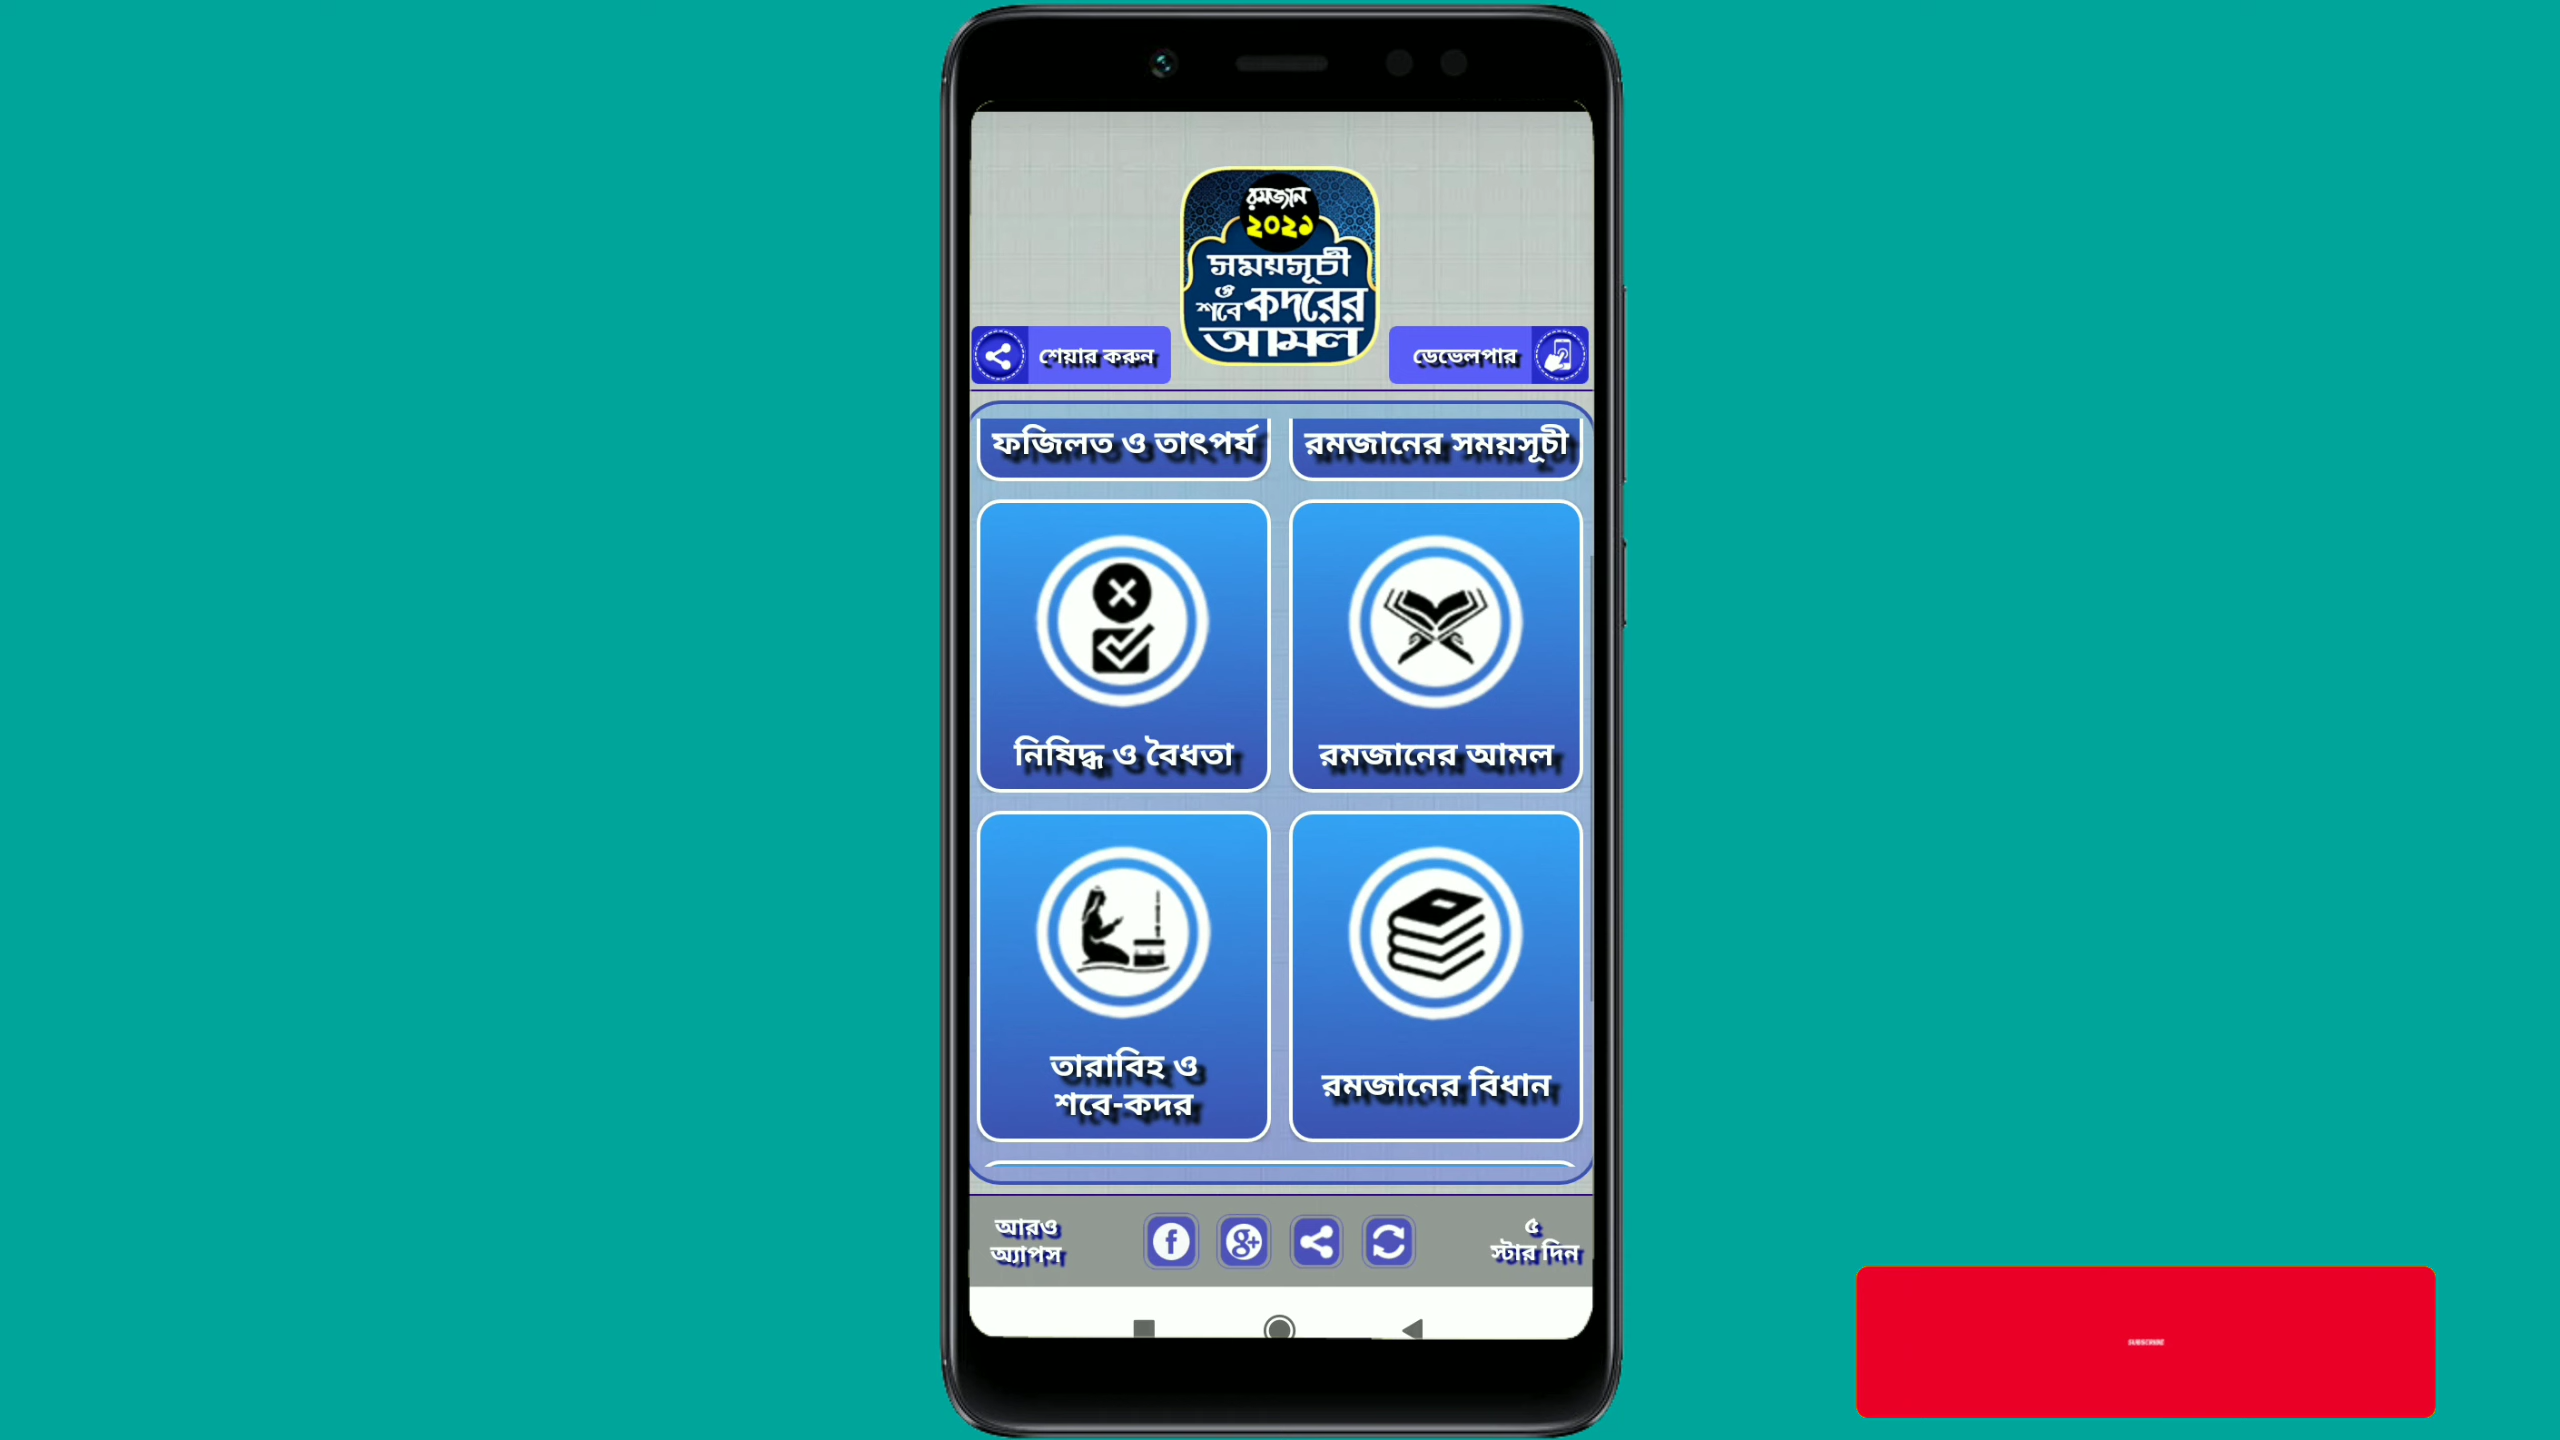 রমজান
২০২১
সময়সূচী
ও
শবে কদরের
আমল
শেয়ার করুন
ডেভেলপার
ফজিলত ও তাৎপর্য
রমজানের সময়সূচী
নিষিদ্ধ ও বৈধতা
রমজানের আমল
তারাবিহ ও
শবে-কদর
রমজানের বিধান
আরও
অ্যাপস
f
g+
৫
স্টার দিন
SUBSCRIBE